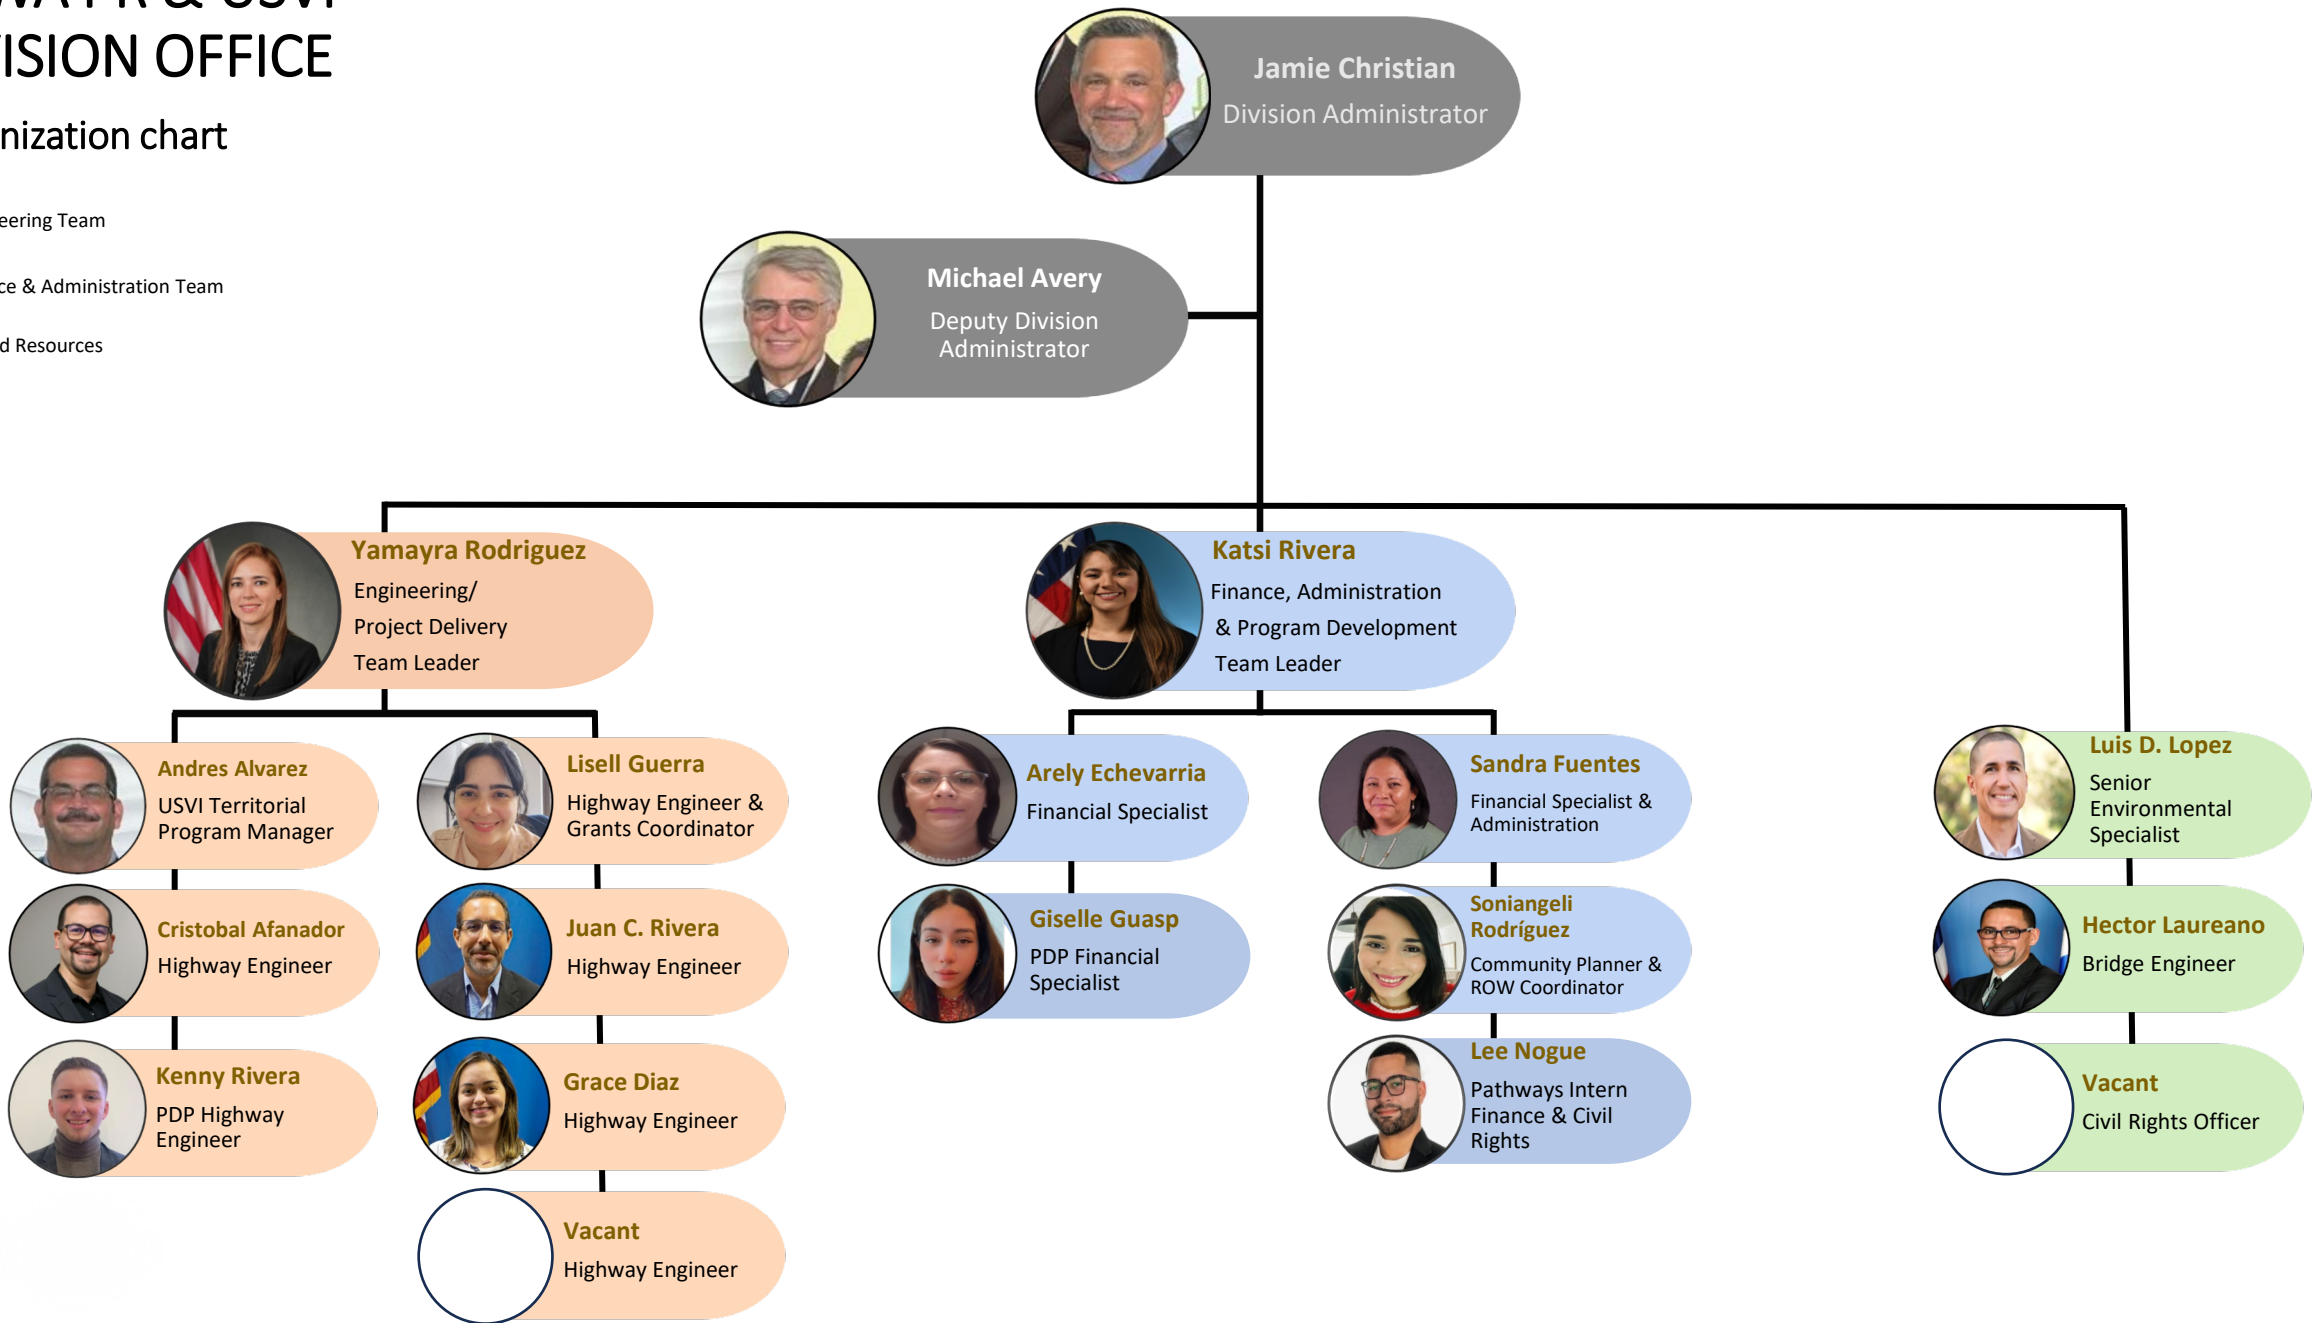 VISION OFFICE
nization chart
eering Team
ce & Administration Team
d Resources
Jamie Christian
Division Administrator
Michael Avery
Deputy Division
Administrator
Yamayra Rodriguez
Engineering/
Project Delivery
Team Leader
Katsi Rivera
Finance, Administration
& Program Development
Team Leader
Andres Alvarez
USVI Territorial
Program Manager
Cristobal Afanador
Highway Engineer
Kenny Rivera
PDP Highway
Engineer
Lisell Guerra
Highway Engineer &
Grants Coordinator
Juan C. Rivera
Highway Engineer
Grace Diaz
Highway Engineer
Vacant
Highway Engineer
Arely Echevarria
Financial Specialist
Giselle Guasp
PDP Financial
Specialist
Sandra Fuentes
Financial Specialist &
Administration
Soniangeli
Rodríguez
Community Planner &
ROW Coordinator
Lee Nogue
Pathways Intern
Finance & Civil
Rights
Luis D. Lopez
Senior
Environmental
Specialist
Hector Laureano
Bridge Engineer
Vacant
Civil Rights Officer